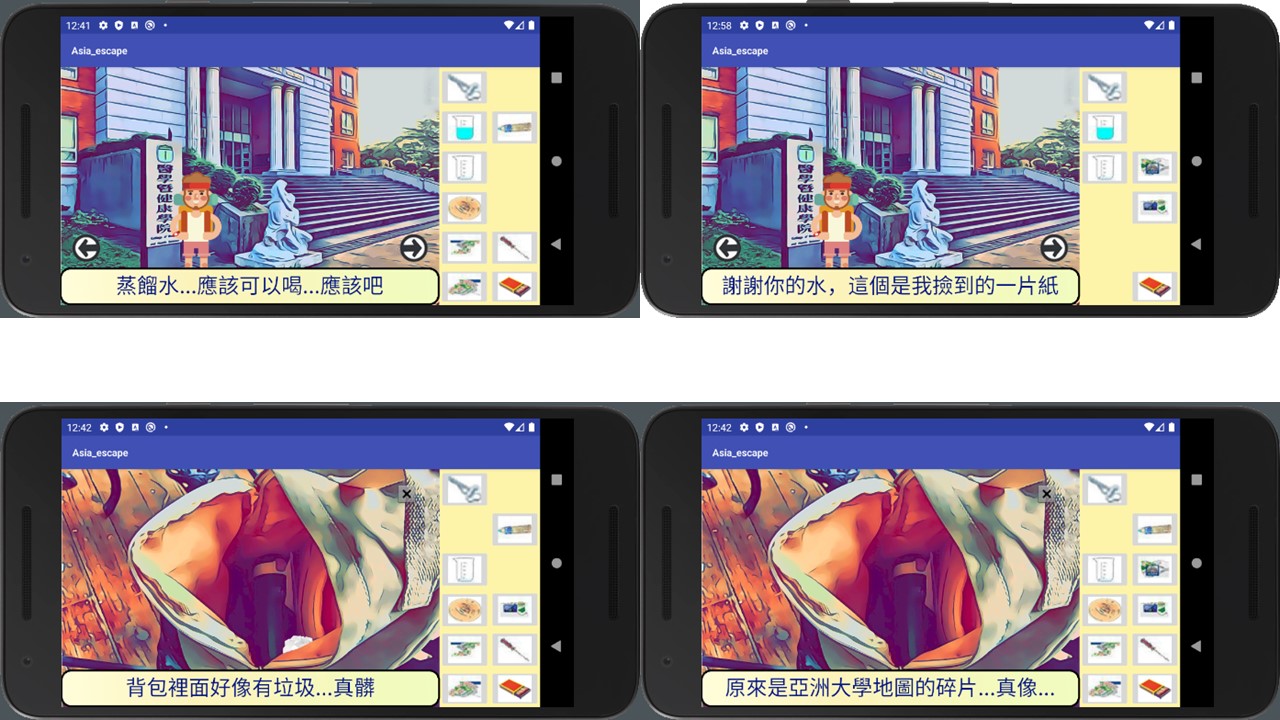 12:41
Asia_escape
醫學暨健康學院
蒸餾水...應該可以喝...應該吧
12:58
Asia_escape
醫學暨健康學院
謝謝你的水，這個是我撿到的一片紙
12:42
Asia_escape
背包裡面好像有垃圾...真髒
12:42
Asia_escape
原來是亞洲大學地圖的碎片...真像...